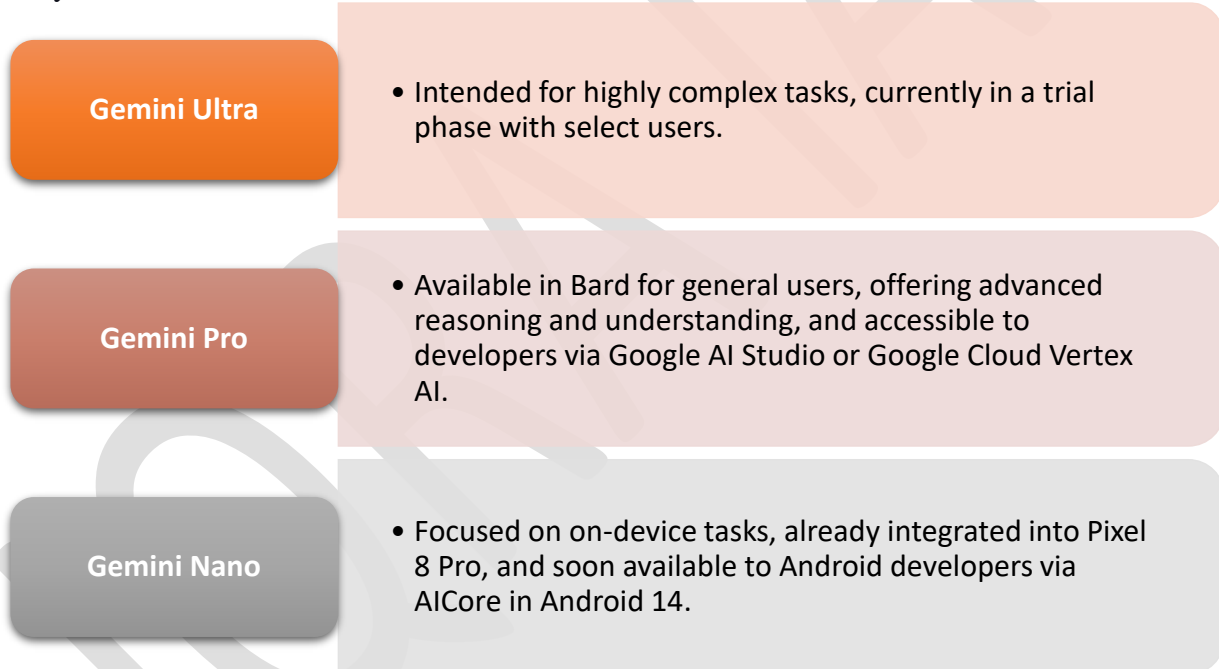 Gemini Ultra
• Intended for highly complex tasks, currently in a trial
phase with select users.
Gemini Pro
• Available in Bard for general users, offering advanced
reasoning and understanding, and accessible to
developers via Google AI Studio or Google Cloud Vertex
AI.
Gemini Nano
• Focused on on-device tasks, already integrated into Pixel
8 Pro, and soon available to Android developers via
AICore in Android 14.